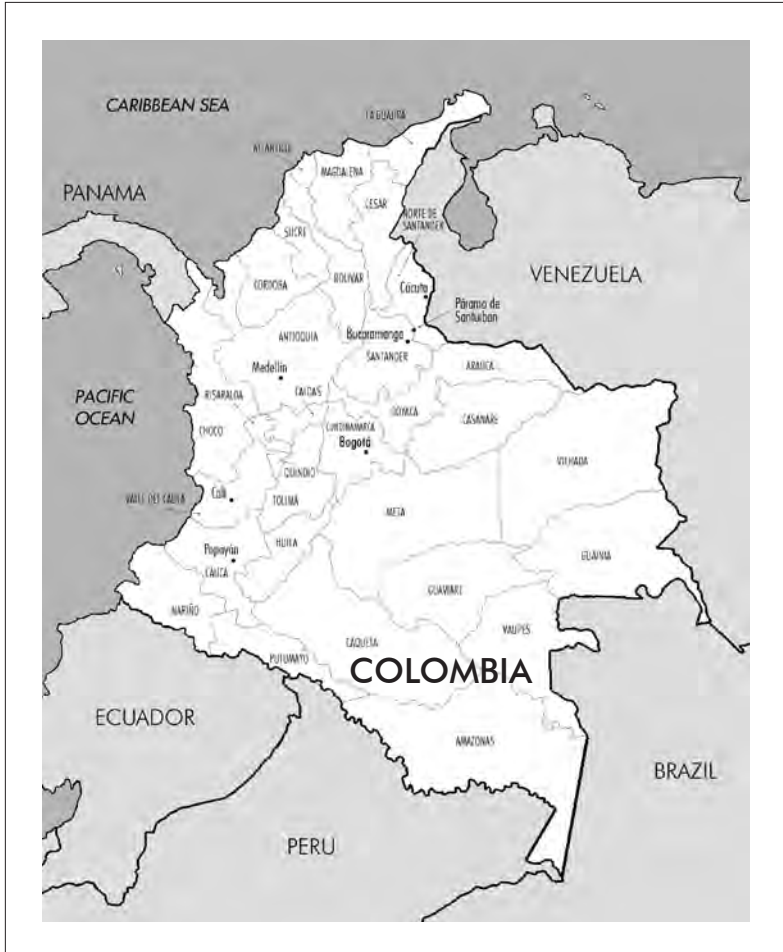 CARIBBEAN SEA
LA GUAJIRA
ATLANTICO
MAGDALENA
PANAMA
CESAR
NORTE DE
SANTANDER
SUCRE
VENEZUELA
CORDOBA
BOLIVAR
Cúcuta
Páramo de
Santurban
ANTIOQUIA
Bucaramanga
SANTANDER
ARAUCA
Medellín
PACIFIC
OCEAN
RISARALDA
CALDAS
CHOCO
BOYACA
CASANARE
CUNDINAMARCA
Bogotá
VICHADA
QUINDIO
VALLE DEL CAUCA
Cali
TOLIMA
META
HUILA
GUAINIA
Popayán
CAUCA
GUAVIARE
NARIÑO
VAUPES
CAQUETA
PUTUMAYO
COLOMBIA
ECUADOR
AMAZONAS
BRAZIL
PERU